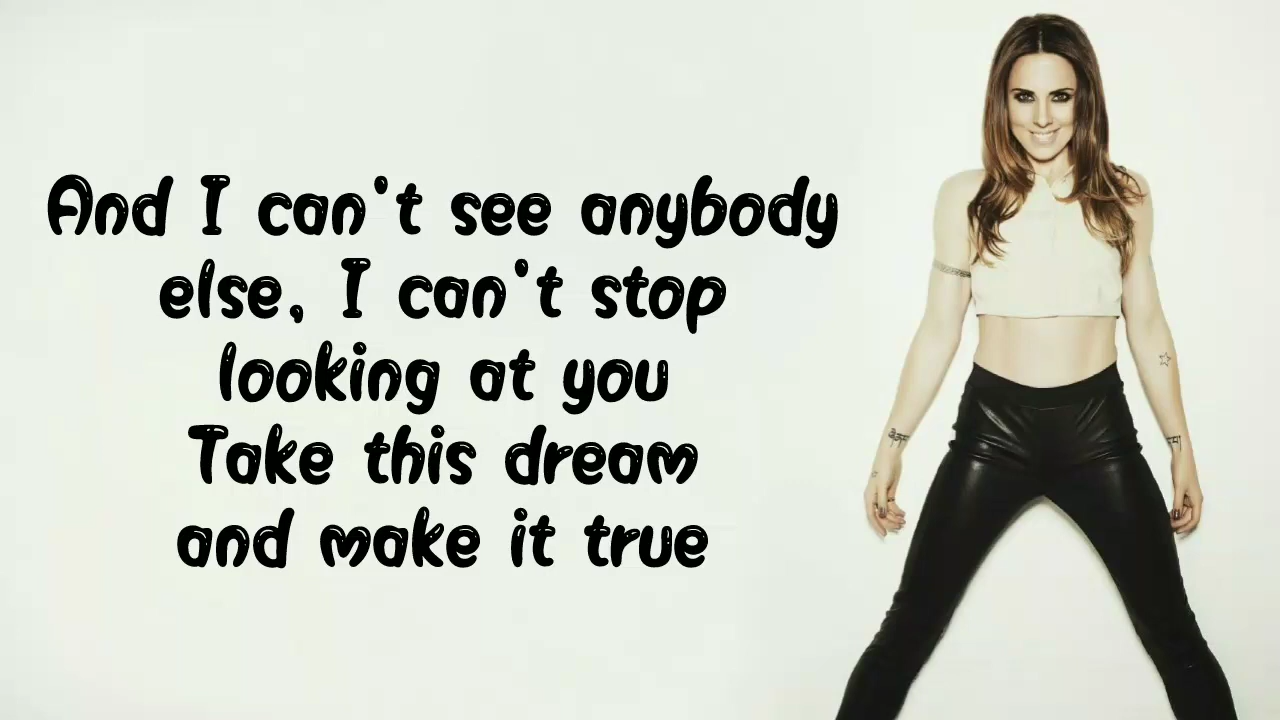 And I can't see anybody
else, I can't stop
looking at you
Take this dream
and make it true